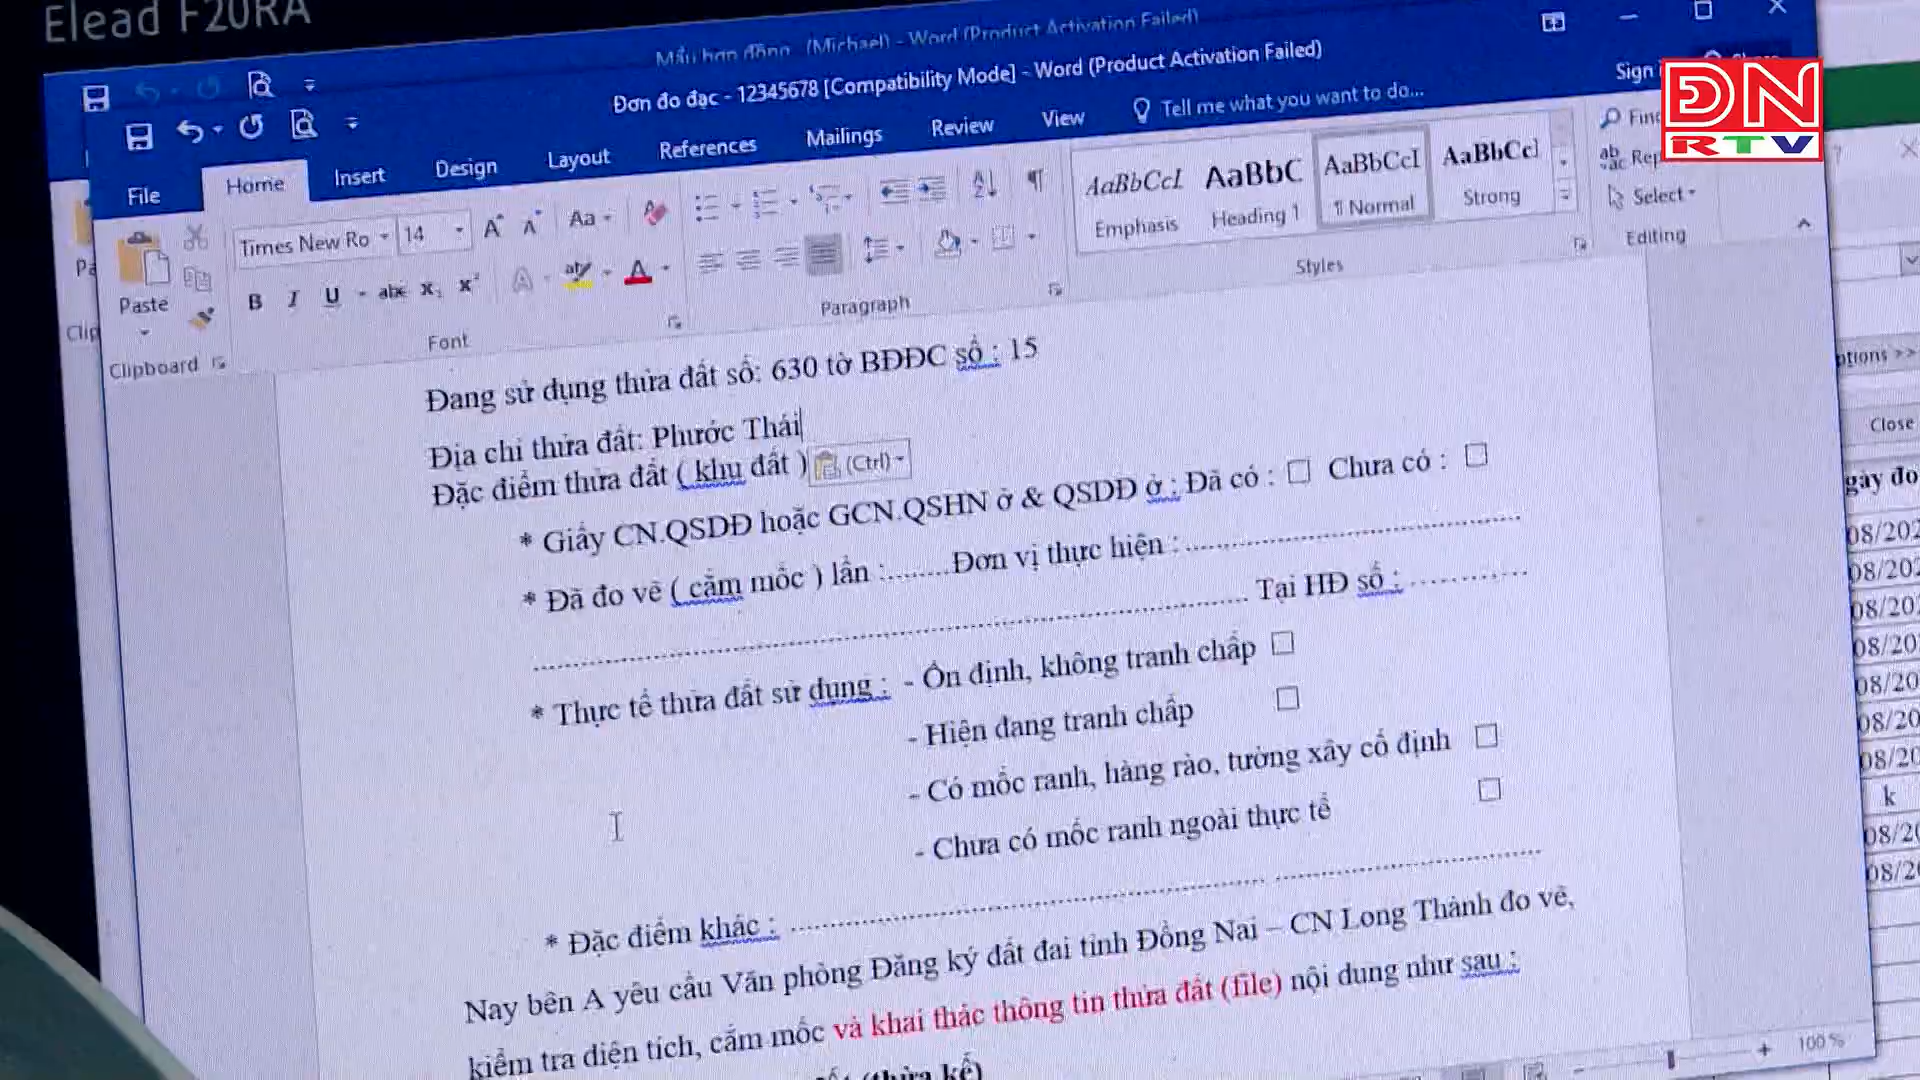 Elead F20RA
Mẫu hợp đồng (Michael) - Word (Product Activation Failed)
Đơn đo đạc - 12345678 [Compatibility Mode] - Word (Product Activation Failed)
Sign
ĐN
RTV
File Home Insert Design Layout References Mailings Review View Tell me what you want to do...
Paste
Clipboard
Times New Ro 14
Font
Paragraph
AaBbCcI AaBbC AaBbCcI AaBbCcI
Emphasis Heading 1 ¶ Normal Strong
Styles
Select
Editing
Close
Đang sử dụng thửa đất số: 630 tờ BĐĐC số : 15
Địa chỉ thửa đất: Phước Thái
Đặc điểm thửa đất ( khu đất ) (Ctrl)
* Giấy CN.QSDĐ hoặc GCN.QSHN ở & QSDĐ ở : Đã có : ☐ Chưa có : ☐
* Đã đo vẽ ( cắm mốc ) lần :........Đơn vị thực hiện : ........................................
........................................ Tại HĐ số : .............
* Thực tế thửa đất sử dụng : - Ổn định, không tranh chấp ☐
- Hiện đang tranh chấp ☐
- Có mốc ranh, hàng rào, tường xây cố định ☐
- Chưa có mốc ranh ngoài thực tế ☐
* Đặc điểm khác : ........................................
Nay bên A yêu cầu Văn phòng Đăng ký đất đai tỉnh Đồng Nai – CN Long Thành đo vẽ,
kiểm tra diện tích, cắm mốc và khai thác thông tin thửa đất (file) nội dung như sau :
(thừa kế)
100%